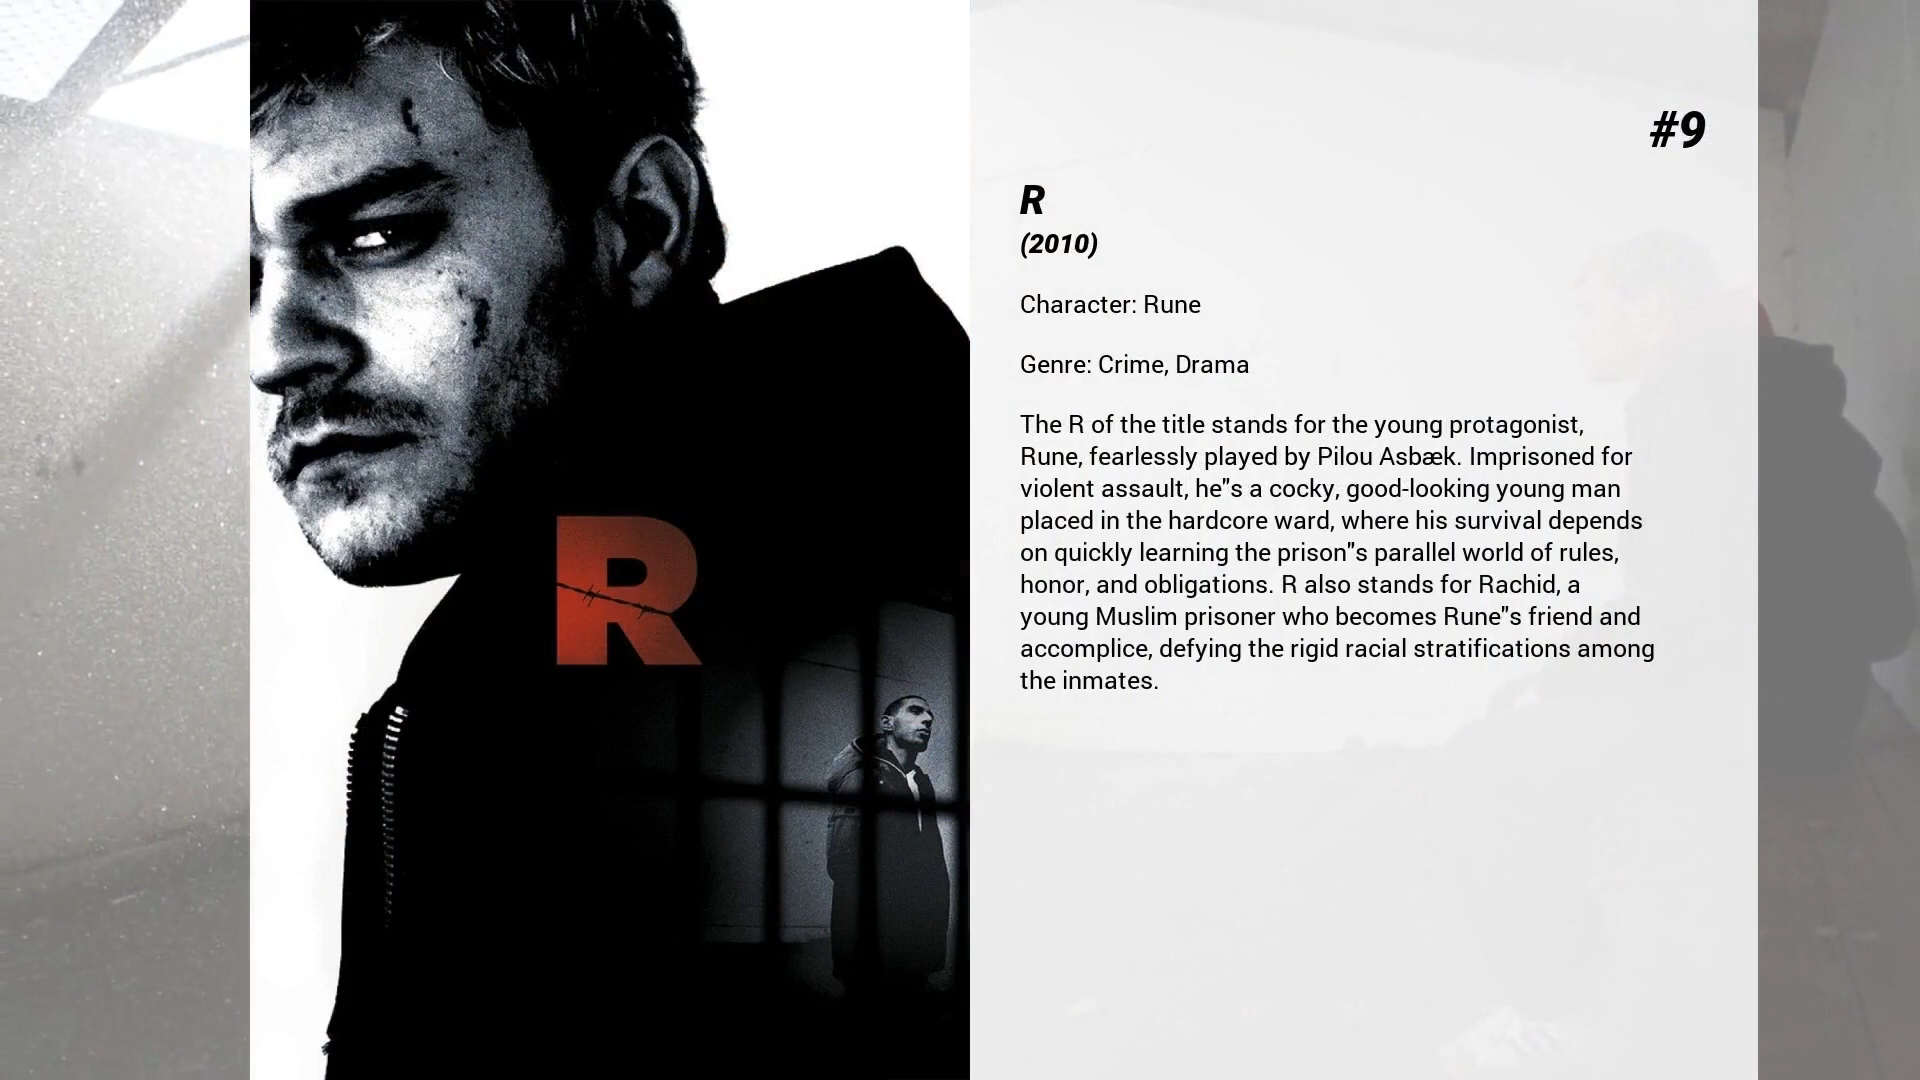 R
#9
R
(2010)
Character: Rune
Genre: Crime, Drama
The R of the title stands for the young protagonist,
Rune, fearlessly played by Pilou Asbæk. Imprisoned for
violent assault, he"s a cocky, good-looking young man
placed in the hardcore ward, where his survival depends
on quickly learning the prison"s parallel world of rules,
honor, and obligations. R also stands for Rachid, a
young Muslim prisoner who becomes Rune"s friend and
accomplice, defying the rigid racial stratifications among
the inmates.